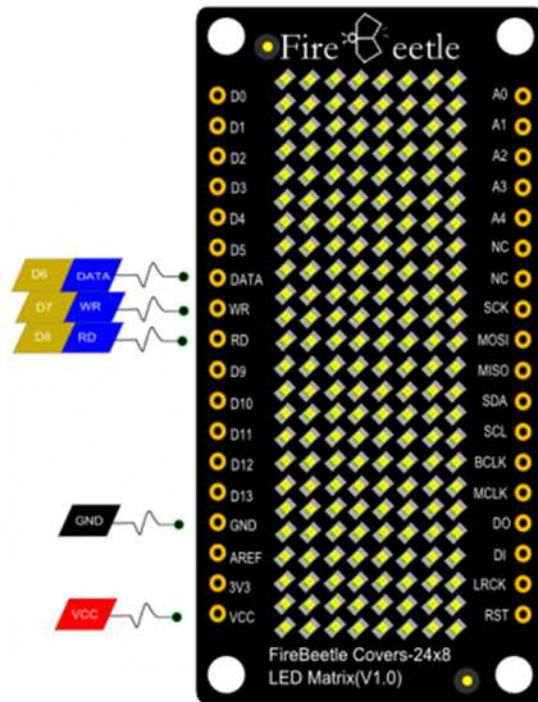 Fire Beetle
D0
D1
D2
D3
D4
D5
DATA
WR
RD
D9
D10
D11
D12
D13
GND
AREF
3V3
VCC
A0
A1
A2
A3
A4
NC
NC
SCK
MOSI
MISO
SDA
SCL
BCLK
MCLK
DO
DI
LRCK
RST
D6 DATA
D7 WR
D8 RD
GND
VCC
FireBeetle Covers-24x8
LED Matrix(V1.0)